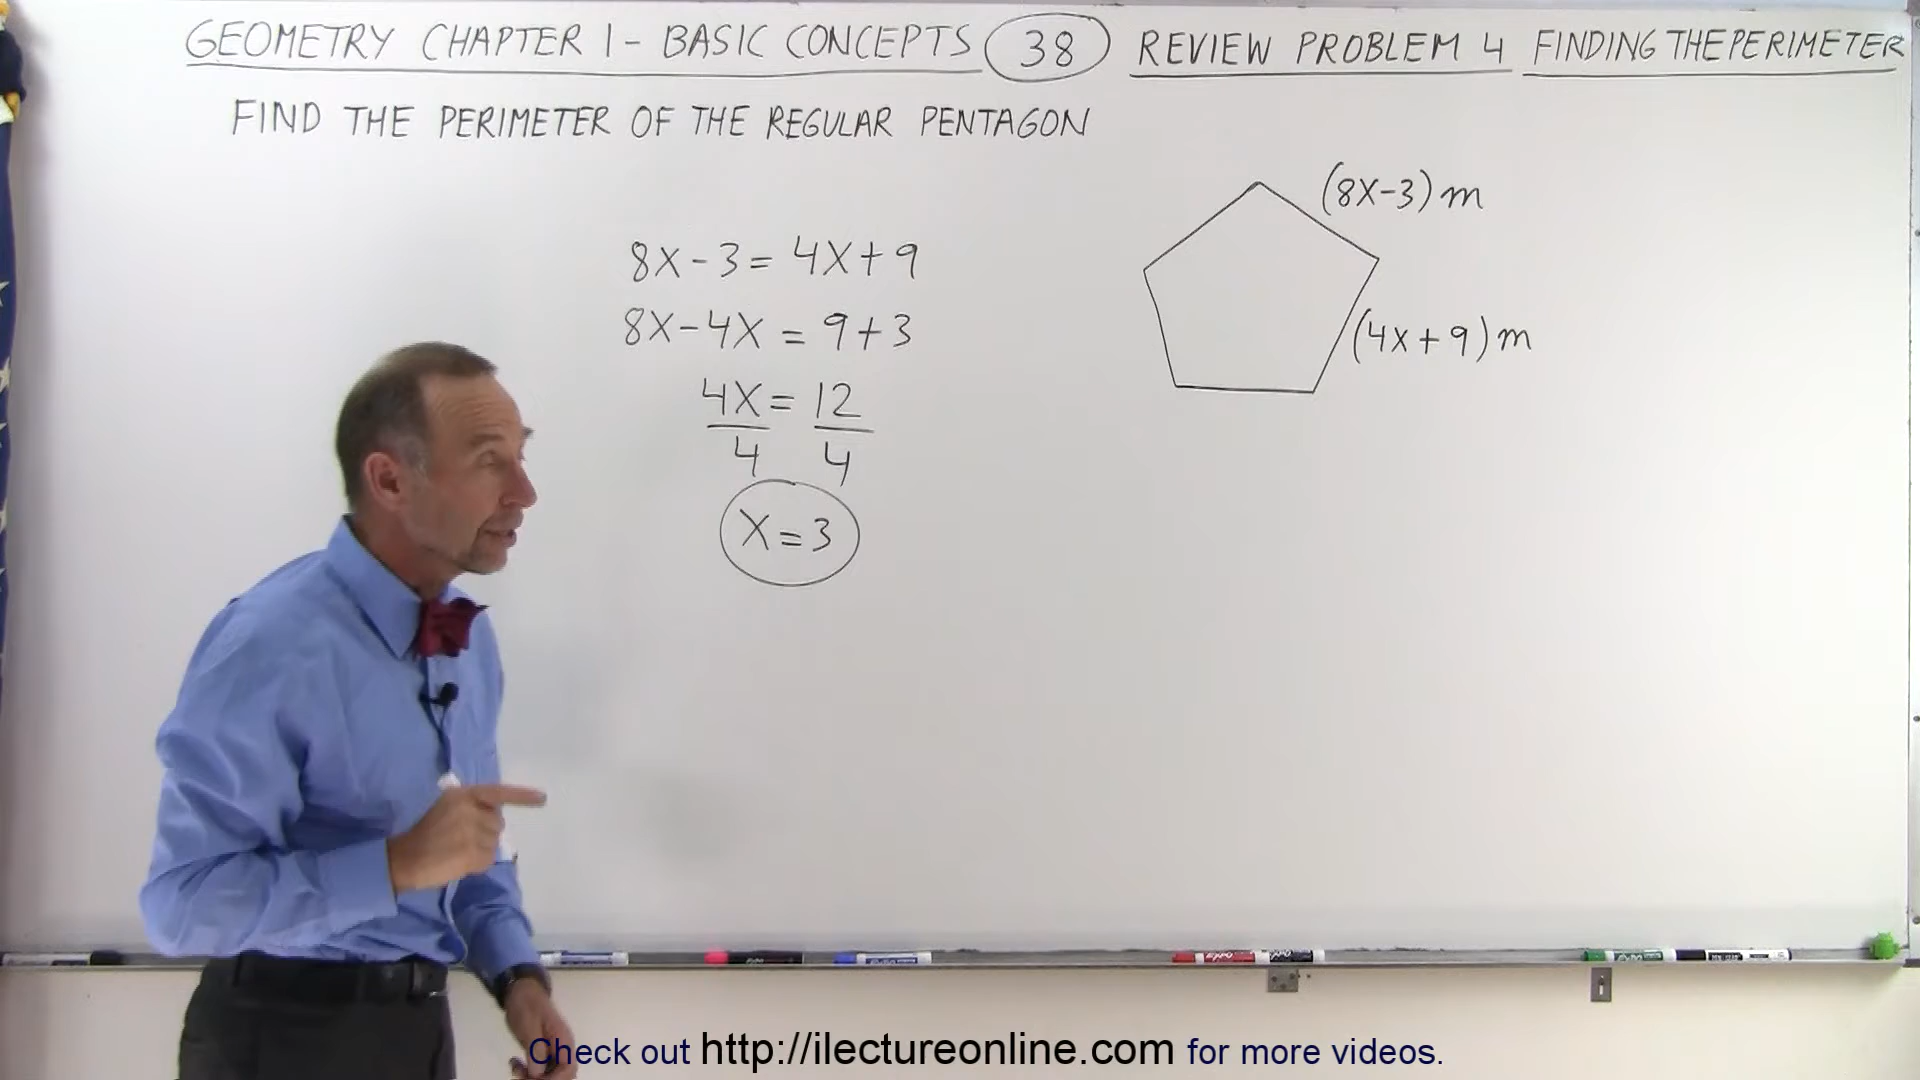 GEOMETRY CHAPTER 1 - BASIC CONCEPTS 38 REVIEW PROBLEM 4 FINDING THE PERIMETER
FIND THE PERIMETER OF THE REGULAR PENTAGON
(8X-3) m
8X-3 = 4X+9
8X-4X = 9+3
(4X+9) m
4X = 12
4 4
X = 3
EXPO
EXPO
Check out http://ilectureonline.com for more videos.